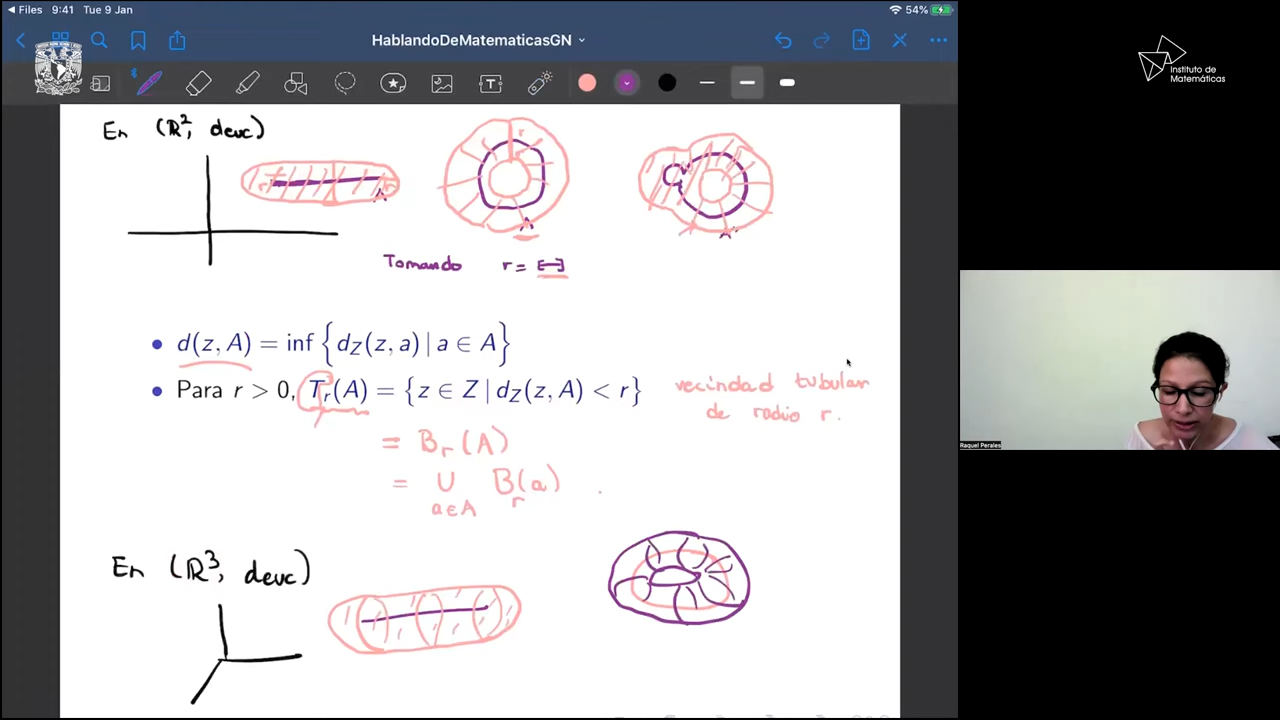 Files 9:41 Tue 9 Jan 54%
HablandoDeMatematicasGN
Instituto de
Matemáticas
En (ℝ², deuc)
r
A
A
A
Tomando r = [—]
• d(z, A) = inf { d_Z(z, a) | a ∈ A }
• Para r > 0, T_r(A) = {z ∈ Z | d_Z(z, A) < r} vecindad tubular
de radio r.
= B_r(A)
= ∪ B_r(a)
a∈A
En (ℝ³, deuc)
Raquel Perales